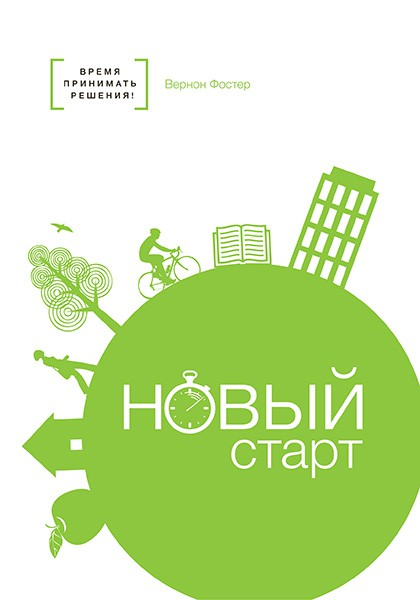 ВРЕМЯ
ПРИНИМАТЬ
РЕШЕНИЯ!
Вернон Фостер
НОВЫЙ
старт